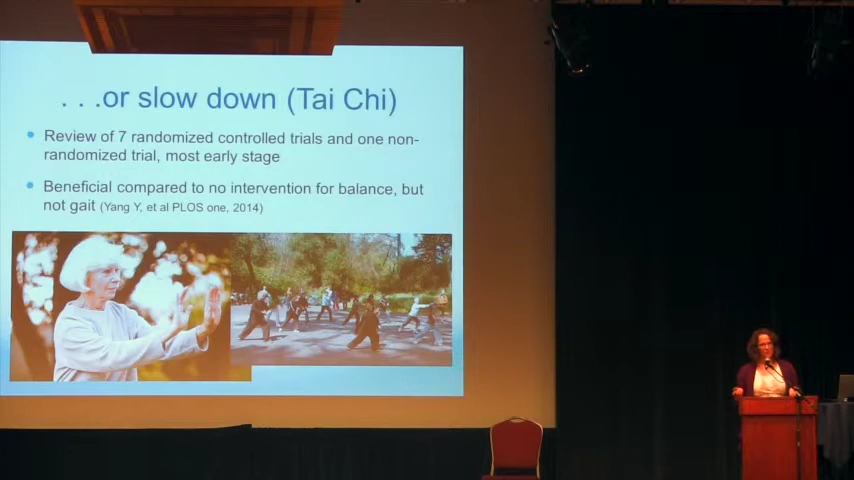 . . .or slow down (Tai Chi)
Review of 7 randomized controlled trials and one non-
randomized trial, most early stage
Beneficial compared to no intervention for balance, but
not gait (Yang Y, et al PLOS one, 2014)